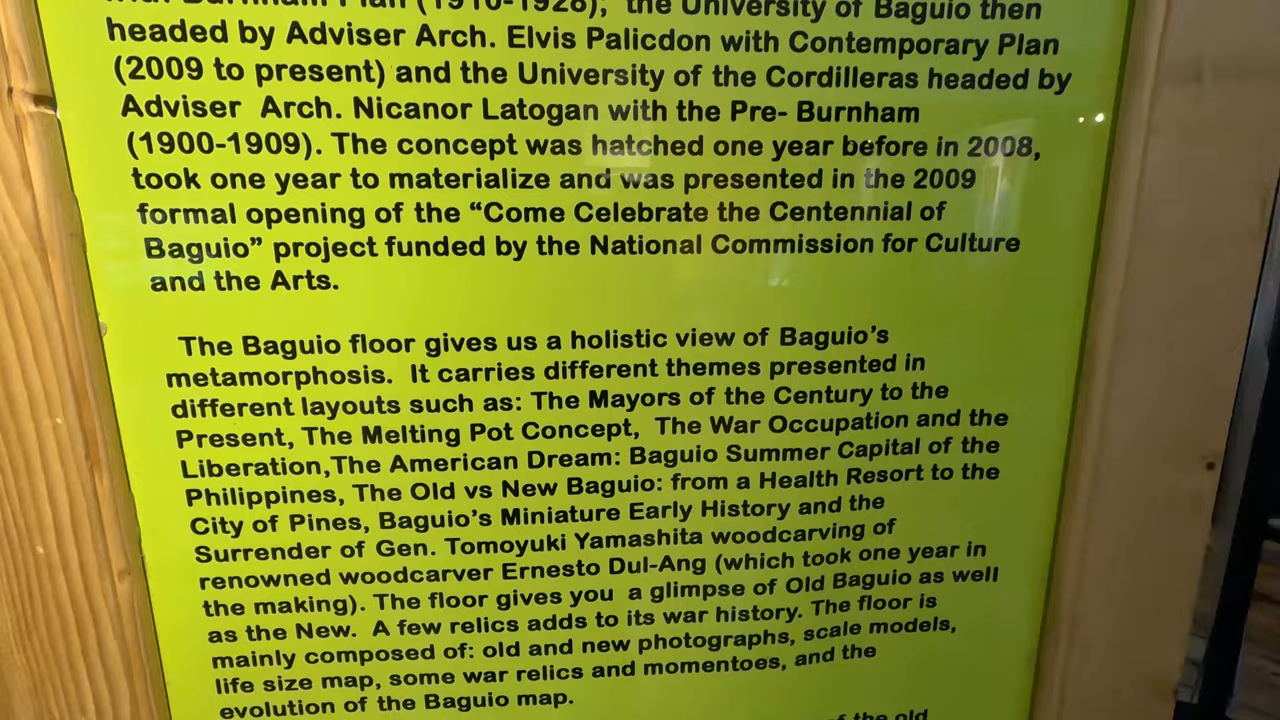 with Burnham Plan (1910-1928); the University of Baguio then
headed by Adviser Arch. Elvis Palicdon with Contemporary Plan
(2009 to present) and the University of the Cordilleras headed by
Adviser Arch. Nicanor Latogan with the Pre- Burnham
(1900-1909). The concept was hatched one year before in 2008,
took one year to materialize and was presented in the 2009
formal opening of the “Come Celebrate the Centennial of
Baguio” project funded by the National Commission for Culture
and the Arts.
The Baguio floor gives us a holistic view of Baguio’s
metamorphosis. It carries different themes presented in
different layouts such as: The Mayors of the Century to the
Present, The Melting Pot Concept, The War Occupation and the
Liberation,The American Dream: Baguio Summer Capital of the
Philippines, The Old vs New Baguio: from a Health Resort to the
City of Pines, Baguio’s Miniature Early History and the
Surrender of Gen. Tomoyuki Yamashita woodcarving of
renowned woodcarver Ernesto Dul-Ang (which took one year in
the making). The floor gives you a glimpse of Old Baguio as well
as the New. A few relics adds to its war history. The floor is
mainly composed of: old and new photographs, scale models,
life size map, some war relics and momentoes, and the
evolution of the Baguio map.
of the old